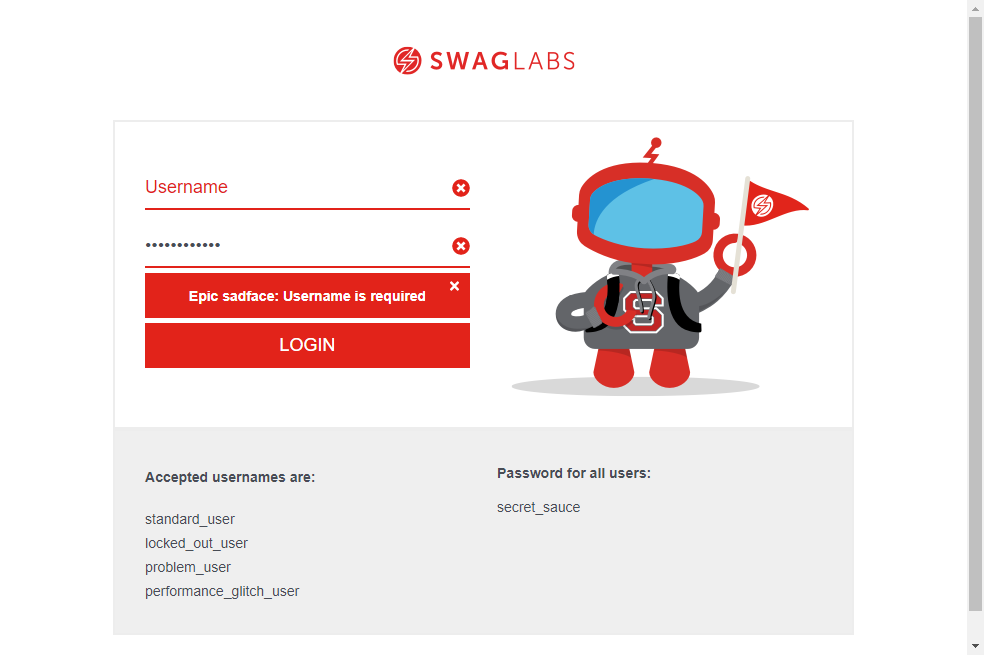 SWAGLABS
Username
••••••••••••
Epic sadface: Username is required
LOGIN
S
Accepted usernames are:
standard_user
locked_out_user
problem_user
performance_glitch_user
Password for all users:
secret_sauce